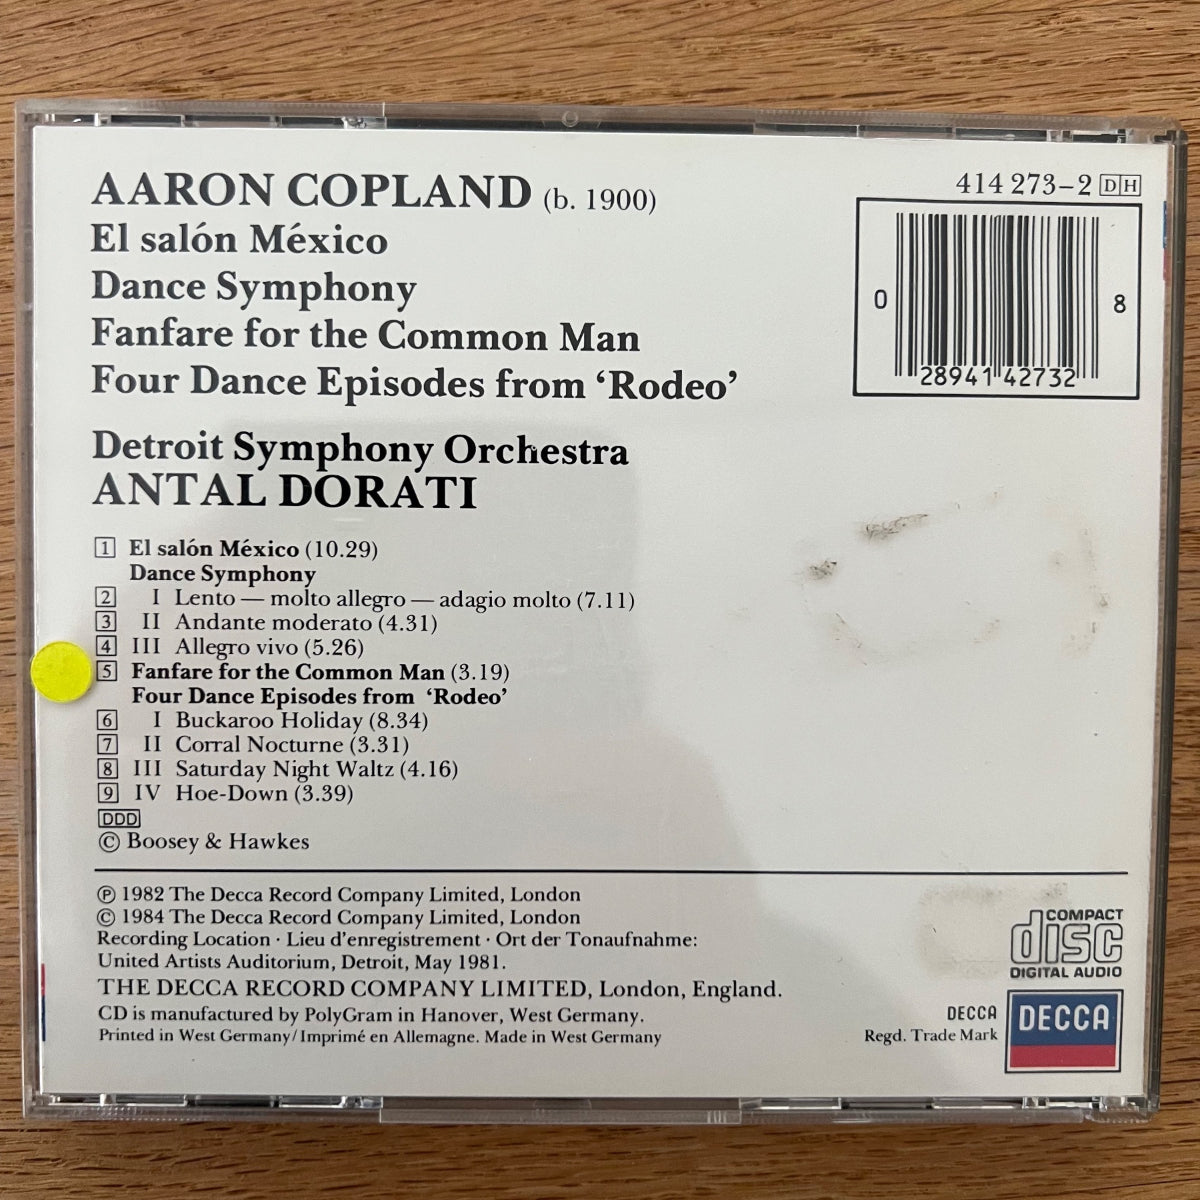 AARON COPLAND (b. 1900)
El salón México
Dance Symphony
Fanfare for the Common Man
Four Dance Episodes from ‘Rodeo’
414 273–2 DH
0 28941 42732 8
Detroit Symphony Orchestra
ANTAL DORATI
1 El salón México (10.29)
Dance Symphony
2 I Lento — molto allegro — adagio molto (7.11)
3 II Andante moderato (4.31)
4 III Allegro vivo (5.26)
5 Fanfare for the Common Man (3.19)
Four Dance Episodes from ‘Rodeo’
6 I Buckaroo Holiday (8.34)
7 II Corral Nocturne (3.31)
8 III Saturday Night Waltz (4.16)
9 IV Hoe-Down (3.39)
DDD
© Boosey & Hawkes
℗ 1982 The Decca Record Company Limited, London
© 1984 The Decca Record Company Limited, London
Recording Location · Lieu d’enregistrement · Ort der Tonaufnahme:
United Artists Auditorium, Detroit, May 1981.
THE DECCA RECORD COMPANY LIMITED, London, England.
CD is manufactured by PolyGram in Hanover, West Germany.
Printed in West Germany/Imprimé en Allemagne. Made in West Germany
COMPACT
disc
DIGITAL AUDIO
DECCA
Regd. Trade Mark
DECCA